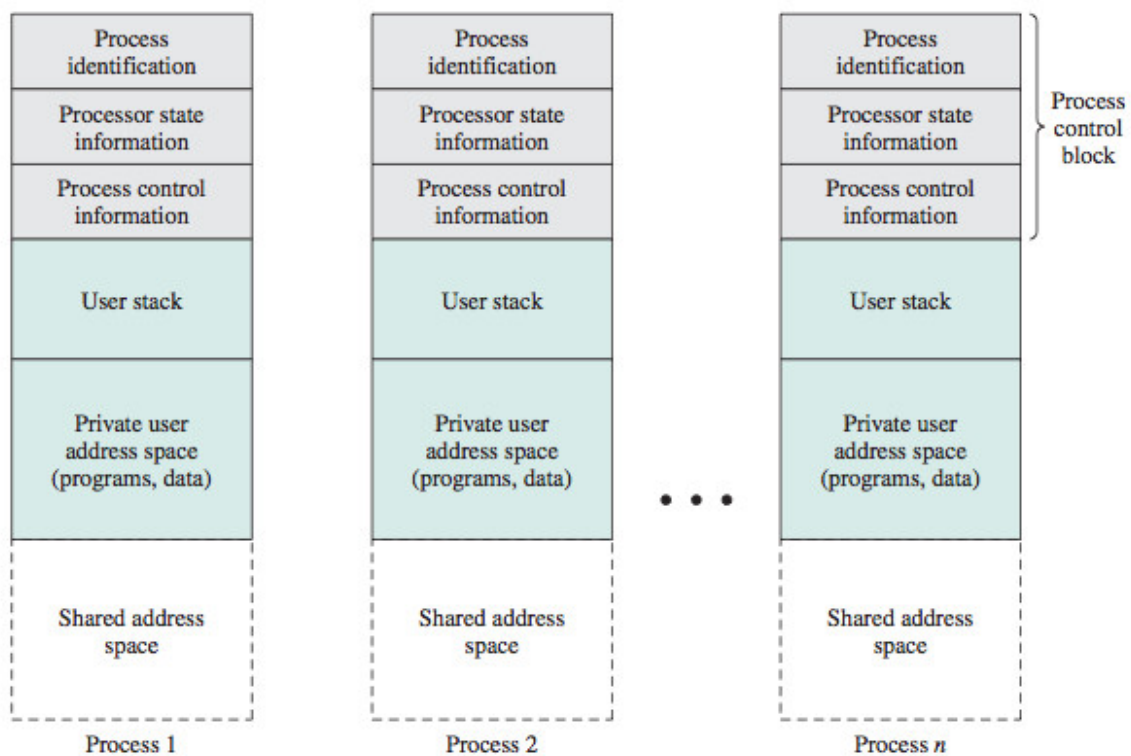 Process
identification
Processor state
information
Process control
information
User stack
Private user
address space
(programs, data)
Shared address
space
Process 1
Process
identification
Processor state
information
Process control
information
User stack
Private user
address space
(programs, data)
Shared address
space
Process 2
• • •
Process
identification
Processor state
information
Process control
information
User stack
Private user
address space
(programs, data)
Shared address
space
Process n
Process
control
block